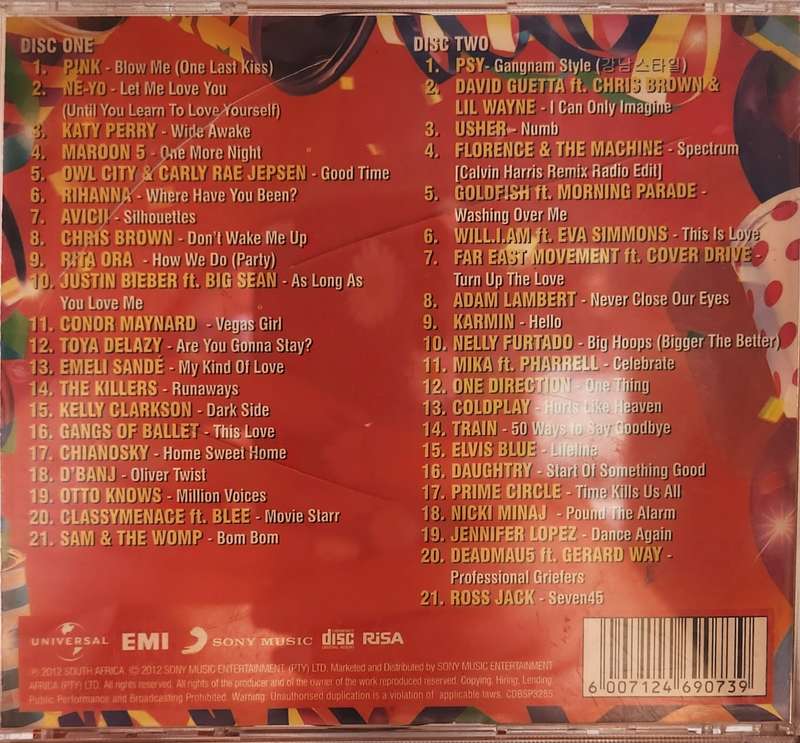 DISC ONE
1. P!NK - Blow Me (One Last Kiss)
2. NE-YO - Let Me Love You
(Until You Learn To Love Yourself)
3. KATY PERRY - Wide Awake
4. MAROON 5 - One More Night
5. OWL CITY & CARLY RAE JEPSEN - Good Time
6. RIHANNA - Where Have You Been?
7. AVICII - Silhouettes
8. CHRIS BROWN - Don't Wake Me Up
9. RITA ORA - How We Do (Party)
10. JUSTIN BIEBER ft. BIG SEAN - As Long As
You Love Me
11. CONOR MAYNARD - Vegas Girl
12. TOYA DELAZY - Are You Gonna Stay?
13. EMELI SANDÉ - My Kind Of Love
14. THE KILLERS - Runaways
15. KELLY CLARKSON - Dark Side
16. GANGS OF BALLET - This Love
17. CHIANOSKY - Home Sweet Home
18. D'BANJ - Oliver Twist
19. OTTO KNOWS - Million Voices
20. CLASSYMENACE ft. BLEE - Movie Starr
21. SAM & THE WOMP - Bom Bom
DISC TWO
1. PSY- Gangnam Style (강남스타일)
2. DAVID GUETTA ft. CHRIS BROWN &
LIL WAYNE - I Can Only Imagine
3. USHER - Numb
4. FLORENCE & THE MACHINE - Spectrum
[Calvin Harris Remix Radio Edit]
5. GOLDFISH ft. MORNING PARADE -
Washing Over Me
6. WILL.I.AM ft. EVA SIMMONS - This Is Love
7. FAR EAST MOVEMENT ft. COVER DRIVE -
Turn Up The Love
8. ADAM LAMBERT - Never Close Our Eyes
9. KARMIN - Hello
10. NELLY FURTADO - Big Hoops (Bigger The Better)
11. MIKA ft. PHARRELL - Celebrate
12. ONE DIRECTION - One Thing
13. COLDPLAY - Hurts Like Heaven
14. TRAIN - 50 Ways to Say Goodbye
15. ELVIS BLUE - Lifeline
16. DAUGHTRY - Start Of Something Good
17. PRIME CIRCLE - Time Kills Us All
18. NICKI MINAJ - Pound The Alarm
19. JENNIFER LOPEZ - Dance Again
20. DEADMAU5 ft. GERARD WAY -
Professional Griefers
21. ROSS JACK - Seven45
UNIVERSAL EMI SONY MUSIC disc RiSA
℗ 2012 SOUTH AFRICA © 2012 SONY MUSIC ENTERTAINMENT (PTY) LTD. Marketed and Distributed by SONY MUSIC ENTERTAINMENT
AFRICA (PTY) LTD. All rights of the producer and of the owner of the work reproduced reserved. Copying, Hiring, Lending
Public Performance and Broadcasting Prohibited. Warning: Unauthorised duplication is a violation of applicable laws. CDBSP3285
6 007124 690739